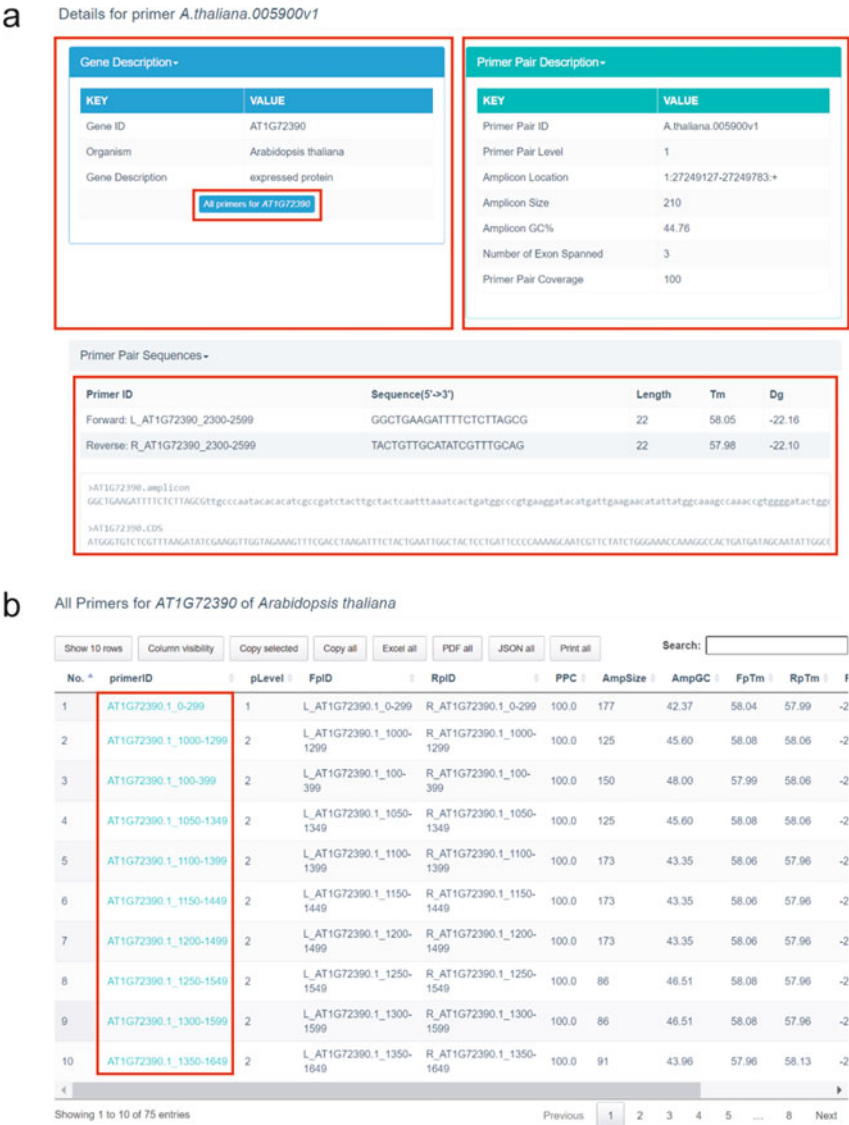 a
Details for primer A.thaliana.005900v1
Gene Description
KEY VALUE
Gene ID AT1G72390
Organism Arabidopsis thaliana
Gene Description expressed protein
All primers for AT1G72390
Primer Pair Description
KEY VALUE
Primer Pair ID A.thaliana.005900v1
Primer Pair Level 1
Amplicon Location 1:27249127-27249783:+
Amplicon Size 210
Amplicon GC% 44.76
Number of Exon Spanned 3
Primer Pair Coverage 100
Primer Pair Sequences
Primer ID Sequence(5'->3') Length Tm Dg
Forward: L_AT1G72390_2300-2599 GGCTGAAGATTTTCTCTTAGCG 22 58.05 -22.16
Reverse: R_AT1G72390_2300-2599 TACTGTTGCATATCGTTTGCAG 22 57.98 -22.10
>AT1G72390.amplicon
>AT1G72390.CDS
b
All Primers for AT1G72390 of Arabidopsis thaliana
Show 10 rows Column visibility Copy selected Copy all Excel all PDF all JSON all Print all Search:
No. primerID pLevel FpID RpID PPC AmpSize AmpGC FpTm RpTm F
1 AT1G72390.1_0-299 1 L_AT1G72390.1_0-299 R_AT1G72390.1_0-299 100.0 177 42.37 58.04 57.99 -2
2 AT1G72390.1_1000-1299 2 L_AT1G72390.1_1000-1299 R_AT1G72390.1_1000-1299 100.0 125 45.60 58.08 58.06 -2
3 AT1G72390.1_100-399 2 L_AT1G72390.1_100-399 R_AT1G72390.1_100-399 100.0 150 48.00 57.99 58.06 -2
4 AT1G72390.1_1050-1349 2 L_AT1G72390.1_1050-1349 R_AT1G72390.1_1050-1349 100.0 125 45.60 58.08 58.06 -2
5 AT1G72390.1_1100-1399 2 L_AT1G72390.1_1100-1399 R_AT1G72390.1_1100-1399 100.0 173 43.35 58.06 57.96 -2
6 AT1G72390.1_1150-1449 2 L_AT1G72390.1_1150-1449 R_AT1G72390.1_1150-1449 100.0 173 43.35 58.06 57.96 -2
7 AT1G72390.1_1200-1499 2 L_AT1G72390.1_1200-1499 R_AT1G72390.1_1200-1499 100.0 173 43.35 58.06 57.96 -2
8 AT1G72390.1_1250-1549 2 L_AT1G72390.1_1250-1549 R_AT1G72390.1_1250-1549 100.0 86 46.51 58.08 57.96 -2
9 AT1G72390.1_1300-1599 2 L_AT1G72390.1_1300-1599 R_AT1G72390.1_1300-1599 100.0 86 46.51 58.08 57.96 -2
10 AT1G72390.1_1350-1649 2 L_AT1G72390.1_1350-1649 R_AT1G72390.1_1350-1649 100.0 91 43.96 57.96 58.13 -2
Showing 1 to 10 of 75 entries Previous 1 2 3 4 5 ... 8 Next